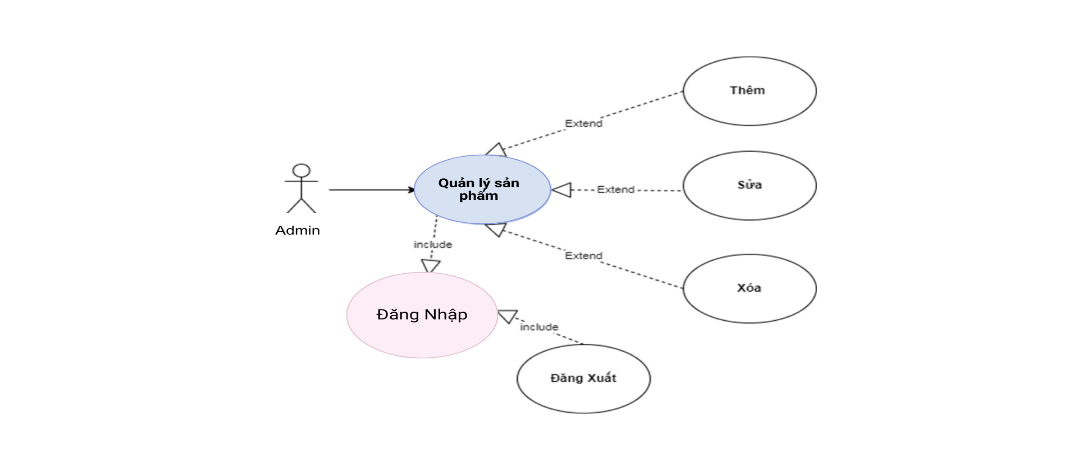 Thêm
Extend
Quản lý sản
phẩm
Extend
Sửa
Admin
include
Extend
Xóa
Đăng Nhập
include
Đăng Xuất